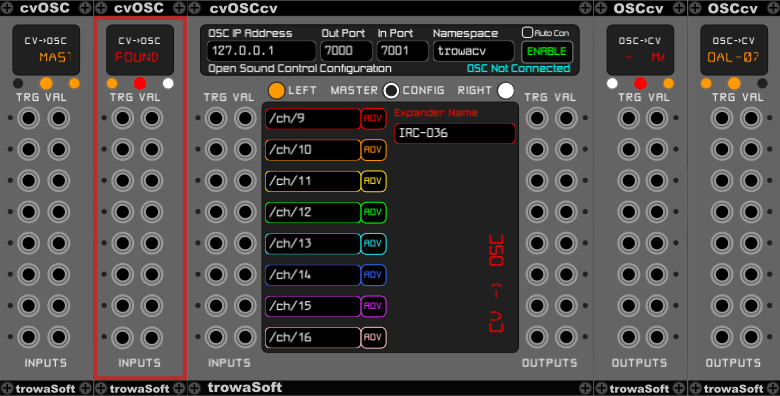 cvOSC
CV->OSC
MAST
TRG VAL
INPUTS
trowaSoft
cvOSC
CV->OSC
FOUND
TRG VAL
INPUTS
trowaSoft
cvOSCcv
OSC IP Address Out Port In Port Namespace Auto Con
127.0.0.1 7000 7001 trowacv ENABLE
Open Sound Control Configuration OSC Not Connected
LEFT MASTER CONFIG RIGHT
TRG VAL
/ch/9 ADV
/ch/10 ADV
/ch/11 ADV
/ch/12 ADV
/ch/13 ADV
/ch/14 ADV
/ch/15 ADV
/ch/16 ADV
Expander Name
IRC-036
CV -> OSC
TRG VAL
INPUTS
OUTPUTS
trowaSoft
OSCcv
OSC->CV
- MA
TRG VAL
OUTPUTS
trowaSoft
OSCcv
OSC->CV
OAL-07
TRG VAL
OUTPUTS
trowaSoft